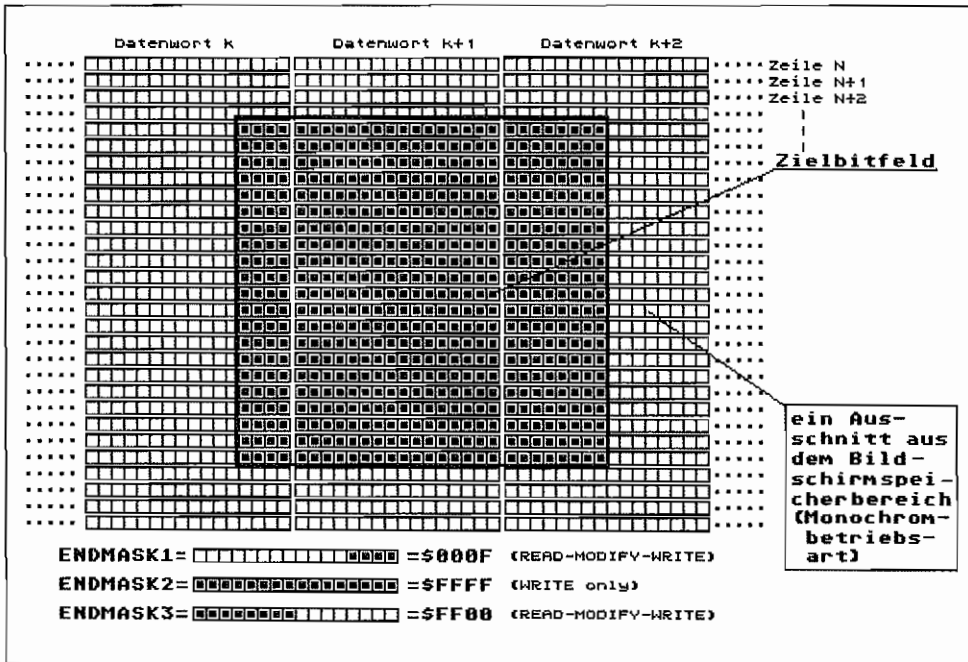 Datenwort k Datenwort k+1 Datenwort k+2
Zeile N
Zeile N+1
Zeile N+2
Zielbitfeld
ein Aus-
schnitt aus
dem Bild-
schirmspei-
cherbereich
(Monochrom-
betriebs-
art)
ENDMASK1= =$000F (READ-MODIFY-WRITE)
ENDMASK2= =$FFFF (WRITE only)
ENDMASK3= =$FF00 (READ-MODIFY-WRITE)